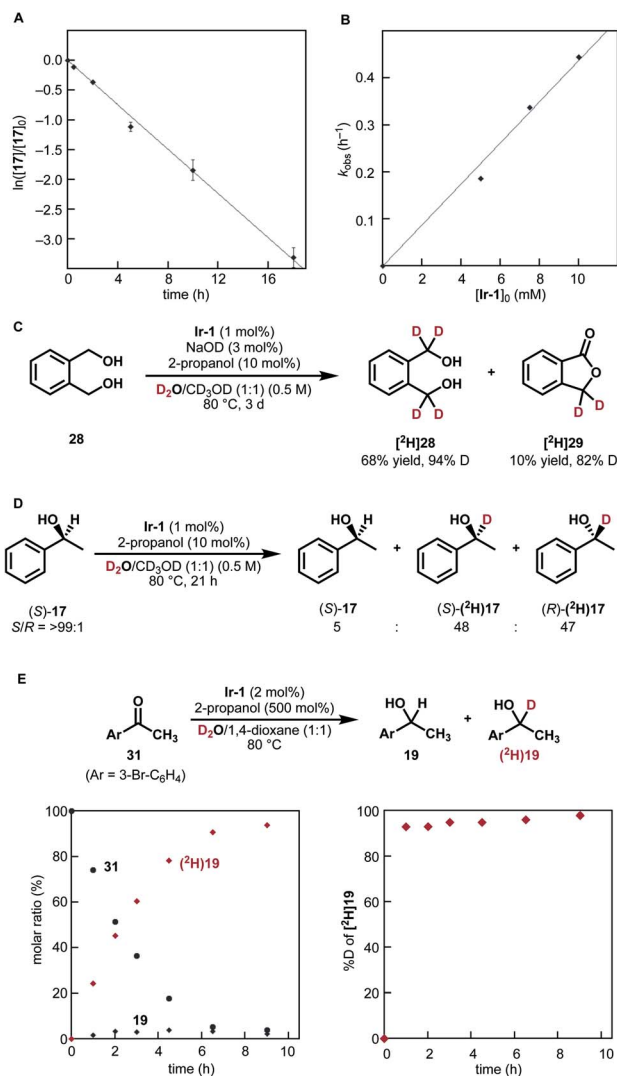 A
0.0
−0.5
−1.0
−1.5
−2.0
−2.5
−3.0
ln([17]/[17]₀)
0 4 8 12 16
time (h)
B
0.4
0.3
0.2
0.1
k_obs (h⁻¹)
0 2 4 6 8 10
[Ir-1]₀ (mM)
C
OH
OH
28
Ir-1 (1 mol%)
NaOD (3 mol%)
2-propanol (10 mol%)
D₂O/CD₃OD (1:1) (0.5 M)
80 °C, 3 d
D D
OH
OH
D D
[²H]28
68% yield, 94% D
+
O
O
D
D
[²H]29
10% yield, 82% D
D
HO H
(S)-17
S/R = >99:1
Ir-1 (1 mol%)
2-propanol (10 mol%)
D₂O/CD₃OD (1:1) (0.5 M)
80 °C, 21 h
HO H
(S)-17
5
+
HO D
(S)-(²H)17
: 48
+
HO D
(R)-(²H)17
: 47
E
O
Ar CH₃
31
(Ar = 3-Br-C₆H₄)
Ir-1 (2 mol%)
2-propanol (500 mol%)
D₂O/1,4-dioxane (1:1)
80 °C
HO H
Ar CH₃
19
+
HO D
Ar CH₃
(²H)19
100
80
60
40
20
0
molar ratio (%)
31
(²H)19
19
0 2 4 6 8 10
time (h)
100
80
60
40
20
0
%D of [²H]19
0 2 4 6 8 10
time (h)